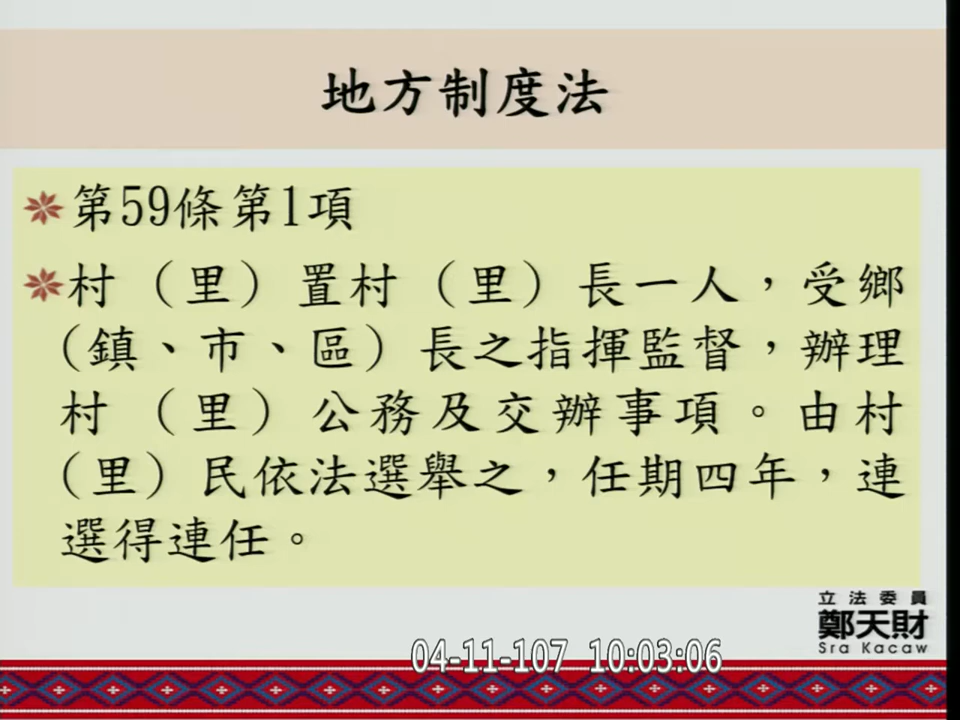 地方制度法
第59條第1項
村（里）置村（里）長一人，受鄉
（鎮、市、區）長之指揮監督，辦理
村（里）公務及交辦事項。由村
（里）民依法選舉之，任期四年，連
選得連任。
立法委員
鄭天財
Sra Kacaw
04-11-107 10:03:06